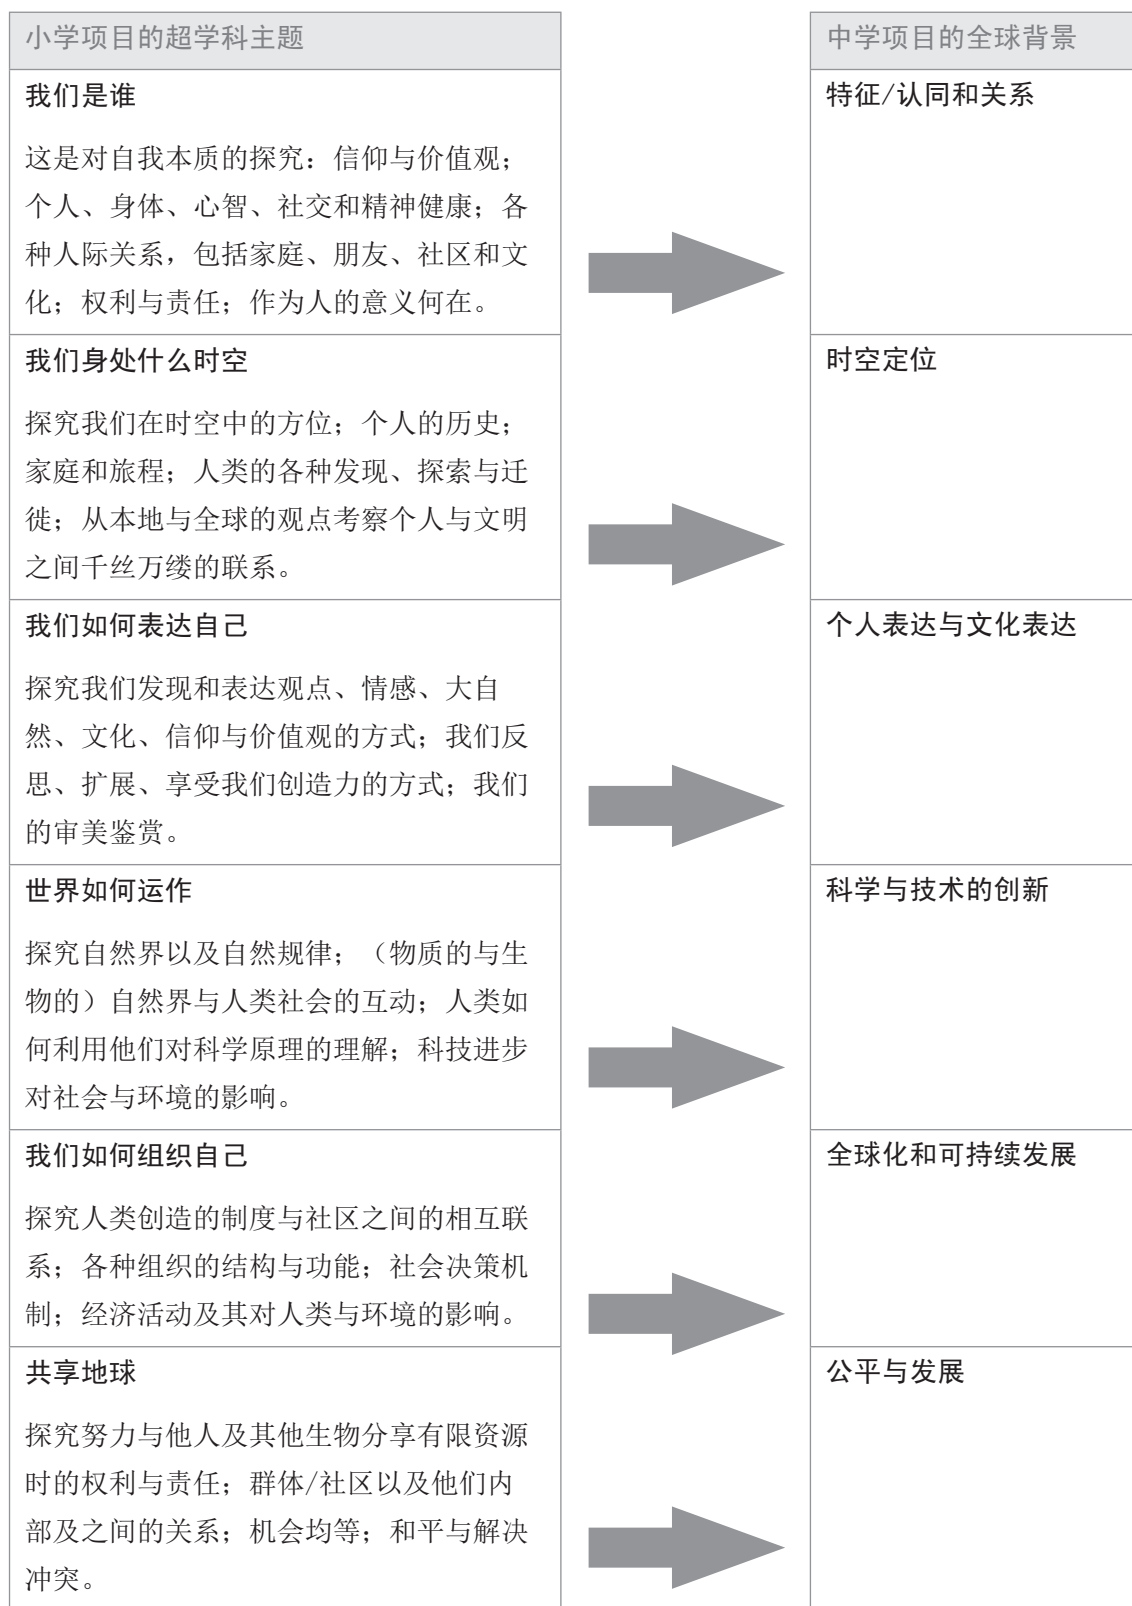 小学项目的超学科主题
中学项目的全球背景
我们是谁
这是对自我本质的探究：信仰与价值观；
个人、身体、心智、社交和精神健康；各
种人际关系，包括家庭、朋友、社区和文
化；权利与责任；作为人的意义何在。
特征/认同和关系
我们身处什么时空
探究我们在时空中的方位；个人的历史；
家庭和旅程；人类的各种发现、探索与迁
徙；从本地与全球的观点考察个人与文明
之间千丝万缕的联系。
时空定位
我们如何表达自己
探究我们发现和表达观点、情感、大自
然、文化、信仰与价值观的方式；我们反
思、扩展、享受我们创造力的方式；我们
的审美鉴赏。
个人表达与文化表达
世界如何运作
探究自然界以及自然规律；（物质的与生
物的）自然界与人类社会的互动；人类如
何利用他们对科学原理的理解；科技进步
对社会与环境的影响。
科学与技术的创新
我们如何组织自己
探究人类创造的制度与社区之间的相互联
系；各种组织的结构与功能；社会决策机
制；经济活动及其对人类与环境的影响。
全球化和可持续发展
共享地球
探究努力与他人及其他生物分享有限资源
时的权利与责任；群体/社区以及他们内
部及之间的关系；机会均等；和平与解决
冲突。
公平与发展